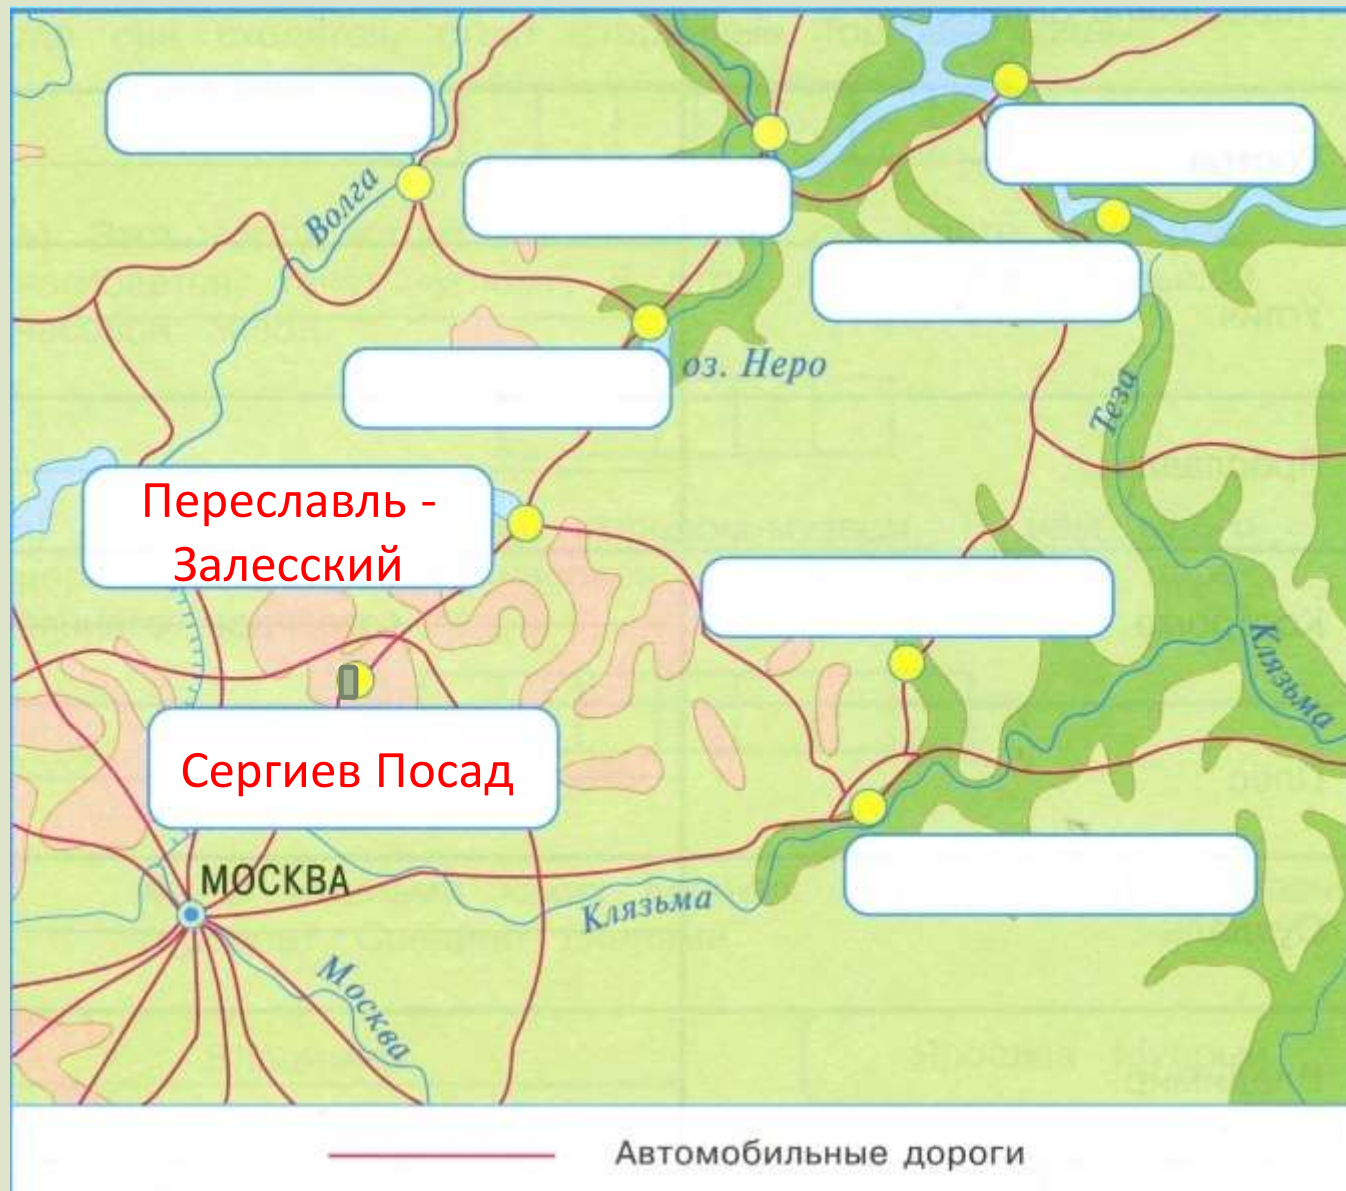 Волга
оз. Неро
Теза
Переславль -
Залесский
Клязьма
Сергиев Посад
МОСКВА
Клязьма
Москва
Автомобильные дороги